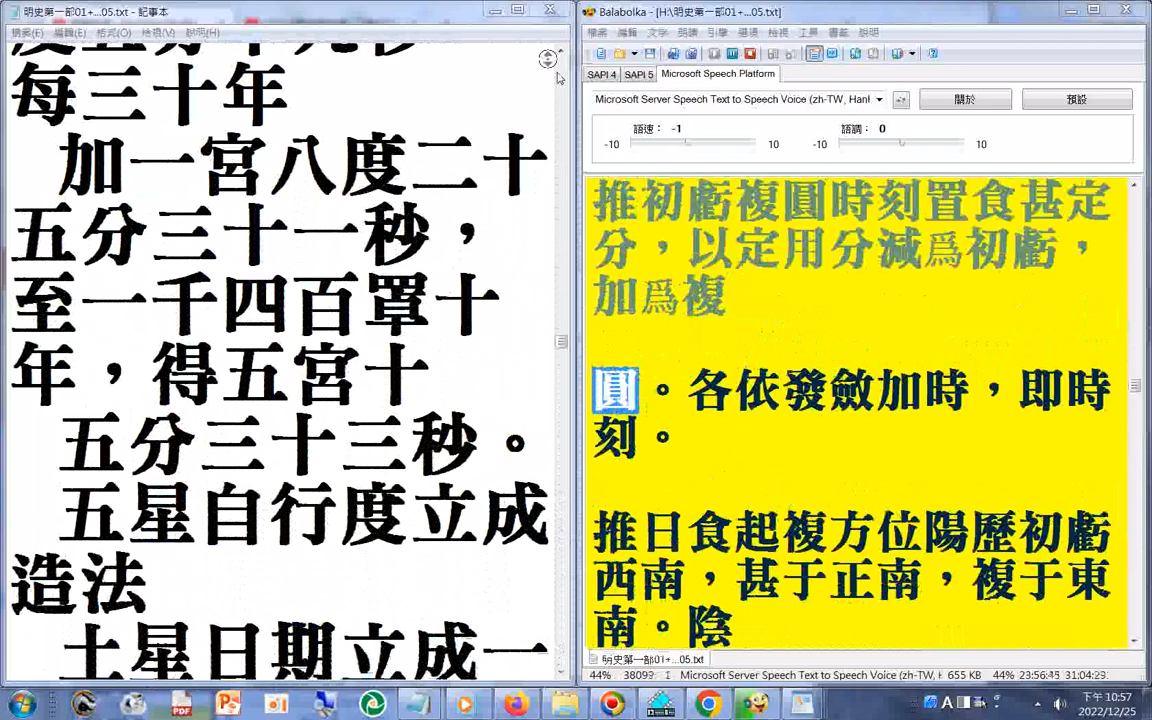 明史第一部01+...05.txt - 記事本
檔案(F) 編輯(E) 格式(O) 檢視(V) 說明(H)
度五分十九秒
每三十年
加一宮八度二十
五分三十一秒，
至一千四百罩十
年，得五宮十
五分三十三秒。
五星自行度立成
造法
土星日期立成一
Balabolka - [H:\明史第一部01+...05.txt]
檔案 編輯 文字 朗讀 引擎 選項 檢視 工具 書籤 說明
SAPI 4 SAPI 5 Microsoft Speech Platform
Microsoft Server Speech Text to Speech Voice (zh-TW, Hanl
關於
預設
語速： -1
語調： 0
-10 10 -10 10
推初虧複圓時刻置食甚定
分，以定用分減爲初虧，
加爲複
圓。各依發斂加時，即時
刻。
推日食起複方位陽歷初虧
西南，甚于正南，複于東
南。陰
明史第一部01+...05.txt
44% 38099 Microsoft Server Speech Text to Speech Voice (zh-TW, H 655 KB 44% 23:56:45 31:04:29
PDF
A
下午 10:57
2022/12/25